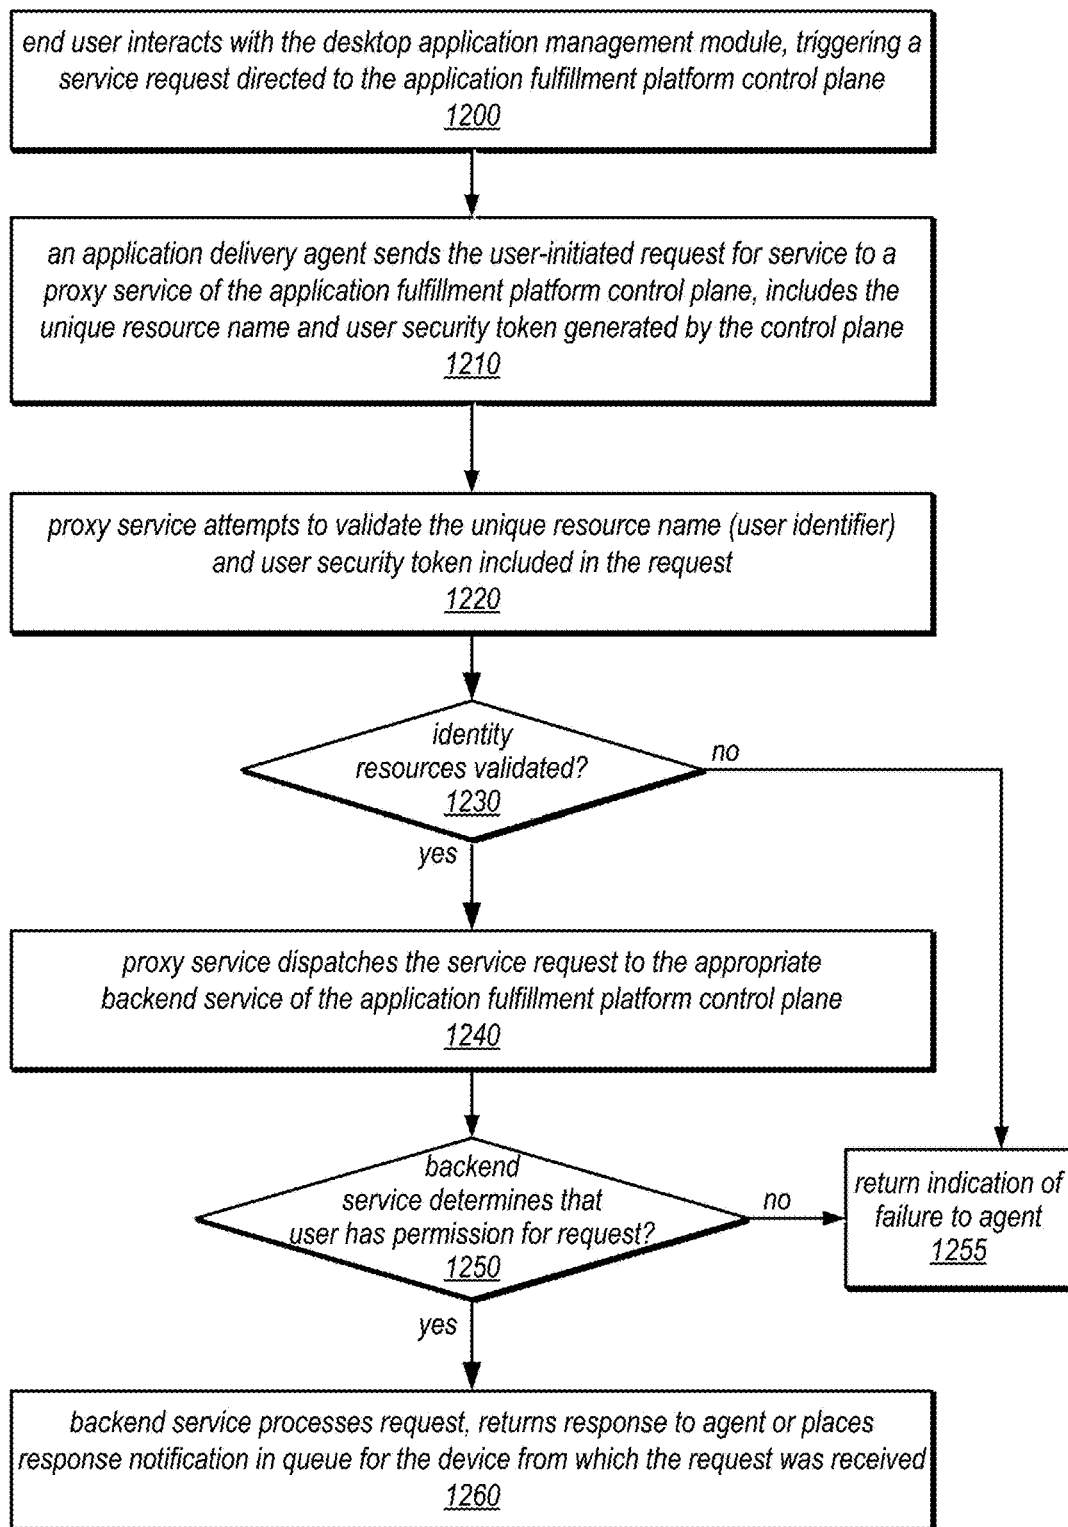 end user interacts with the desktop application management module, triggering a
service request directed to the application fulfillment platform control plane
1200
an application delivery agent sends the user-initiated request for service to a
proxy service of the application fulfillment platform control plane, includes the
unique resource name and user security token generated by the control plane
1210
proxy service attempts to validate the unique resource name (user identifier)
and user security token included in the request
1220
identity
resources validated?
1230
no
yes
proxy service dispatches the service request to the appropriate
backend service of the application fulfillment platform control plane
1240
backend
service determines that
user has permission for request?
1250
no
return indication of
failure to agent
1255
yes
backend service processes request, returns response to agent or places
response notification in queue for the device from which the request was received
1260